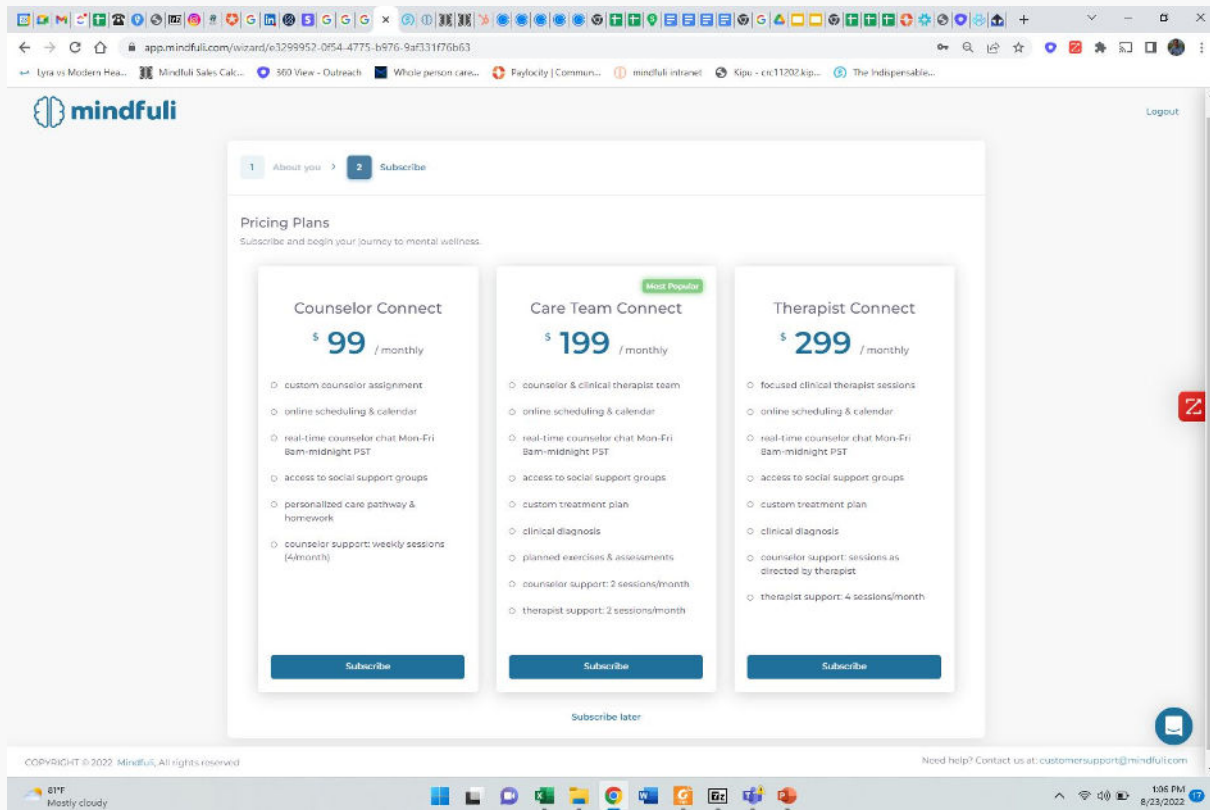 app.mindfuli.com/wizard/e3299952-0f54-4775-b976-9af331f76b63
Lyra vs Modern Hea...
Mindfuli Sales Calc...
360 View - Outreach
Whole person care...
Paylocity | Commun...
mindfuli intranet
Kipu - crc11202.kip...
The Indispensable...
mindfuli
Logout
1 About you > 2 Subscribe
Pricing Plans
Subscribe and begin your journey to mental wellness.
Counselor Connect
$ 99 / monthly
custom counselor assignment
online scheduling & calendar
real-time counselor chat Mon-Fri
8am-midnight PST
access to social support groups
personalized care pathway &
homework
counselor support: weekly sessions
(4/month)
Subscribe
Most Popular
Care Team Connect
$ 199 / monthly
counselor & clinical therapist team
online scheduling & calendar
real-time counselor chat Mon-Fri
8am-midnight PST
access to social support groups
custom treatment plan
clinical diagnosis
planned exercises & assessments
counselor support: 2 sessions/month
therapist support: 2 sessions/month
Subscribe
Therapist Connect
$ 299 / monthly
focused clinical therapist sessions
online scheduling & calendar
real-time counselor chat Mon-Fri
8am-midnight PST
access to social support groups
custom treatment plan
clinical diagnosis
counselor support: sessions as
directed by therapist
therapist support: 4 sessions/month
Subscribe
Subscribe later
COPYRIGHT © 2022 Mindfuli, All rights reserved
Need help? Contact us at: customersupport@mindfuli.com
81°F
Mostly cloudy
1:06 PM
8/23/2022
17